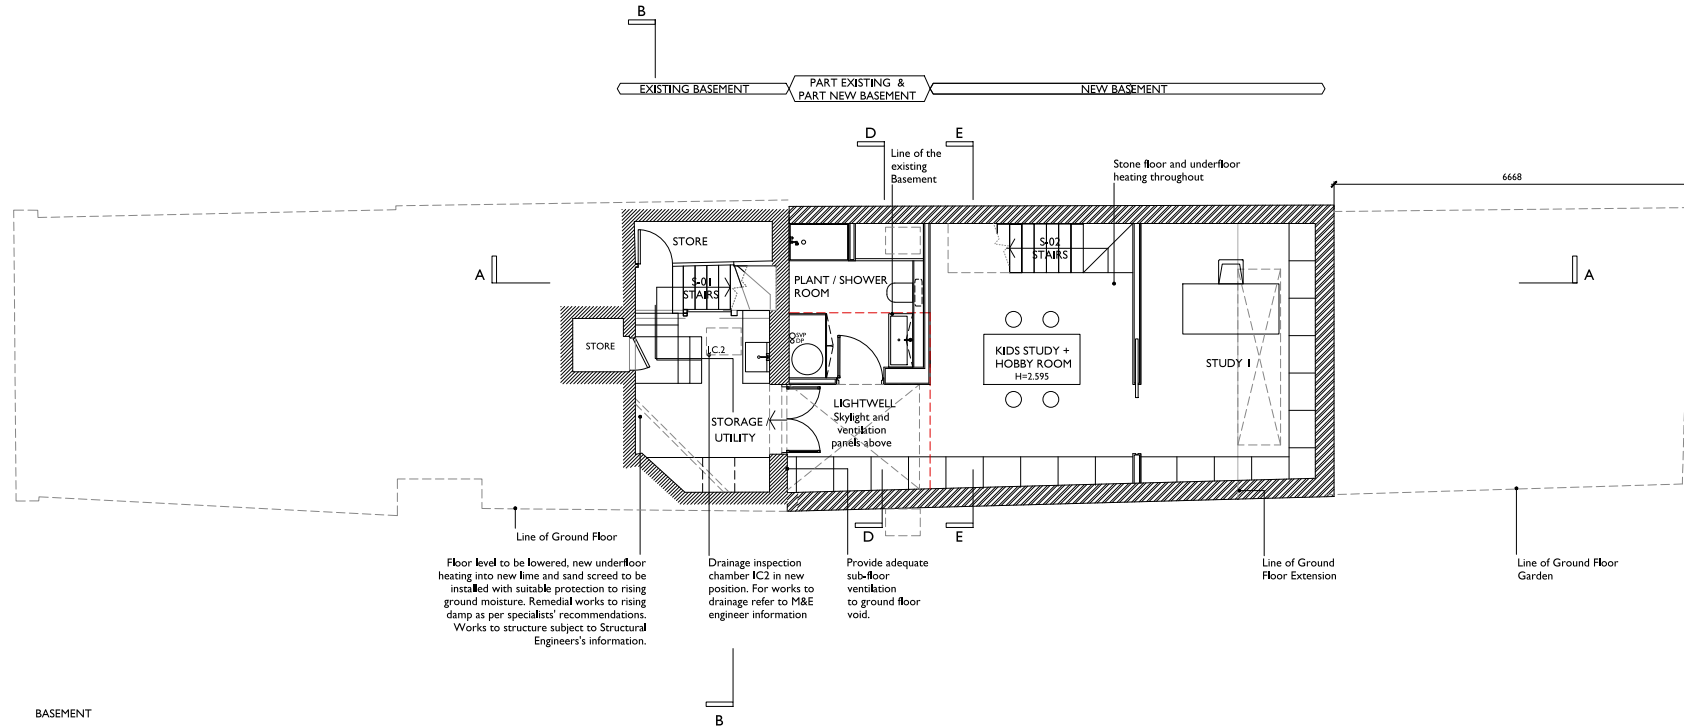 B
EXISTING BASEMENT
PART EXISTING &
PART NEW BASEMENT
NEW BASEMENT
D
E
Line of the
existing
Basement
Stone floor and underfloor
heating throughout
6668
A
A
STORE
S-01
STAIRS
PLANT / SHOWER
ROOM
S-02
STAIRS
STORE
I.C.2
SVP
DP
KIDS STUDY +
HOBBY ROOM
H=2.595
STUDY 1
STORAGE /
UTILITY
LIGHTWELL
Skylight and
ventilation
panels above
D
E
Line of Ground Floor
Floor level to be lowered, new underfloor
heating into new lime and sand screed to be
installed with suitable protection to rising
ground moisture. Remedial works to rising
damp as per specialists' recommendations.
Works to structure subject to Structural
Engineers's information.
Drainage inspection
chamber IC2 in new
position. For works to
drainage refer to M&E
engineer information
Provide adequate
sub-floor
ventilation
to ground floor
void.
Line of Ground
Floor Extension
Line of Ground Floor
Garden
B
BASEMENT